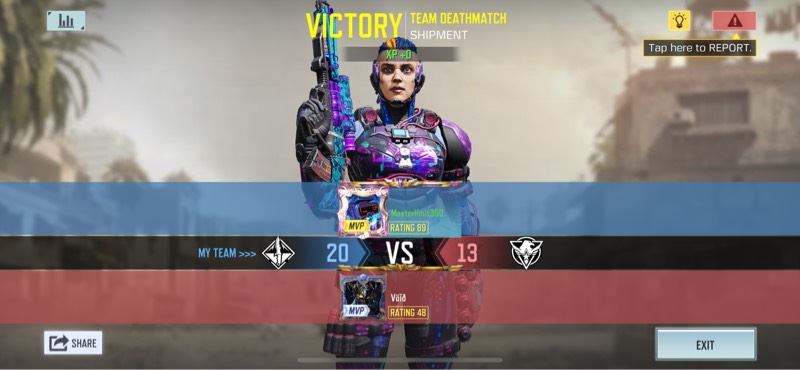 VICTORY
TEAM DEATHMATCH
SHIPMENT
XP +0
Tap here to REPORT.
MVP
RATING 89
MY TEAM >>>
20
VS
13
Võid
MVP
RATING 48
SHARE
EXIT